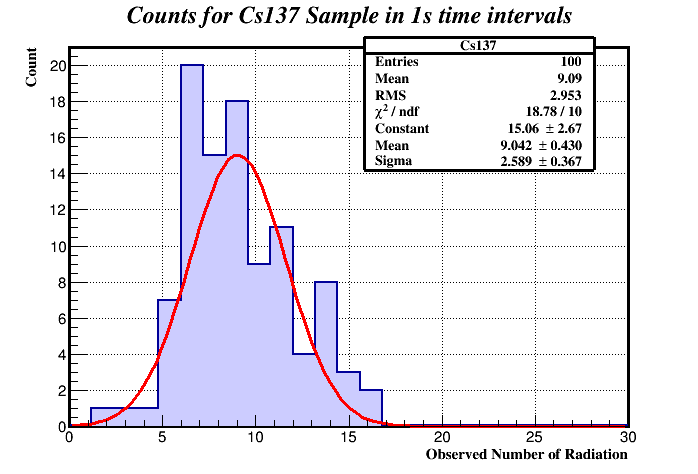 Counts for Cs137 Sample in 1s time intervals
Count
Cs137
Entries 100
Mean 9.09
RMS 2.953
χ² / ndf 18.78 / 10
Constant 15.06 ± 2.67
Mean 9.042 ± 0.430
Sigma 2.589 ± 0.367
20
18
16
14
12
10
8
6
4
2
0
0 5 10 15 20 25 30
Observed Number of Radiation